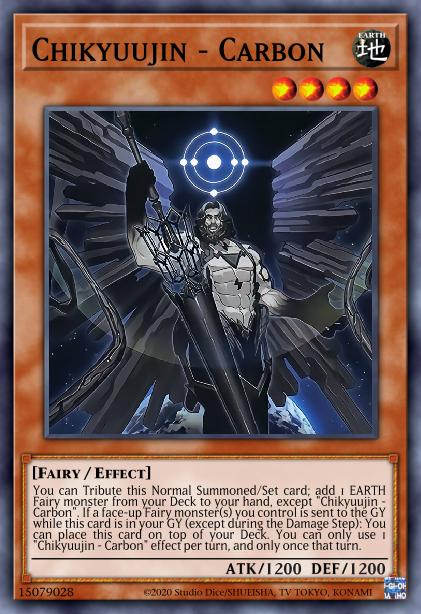 Chikyuujin - Carbon
EARTH
地
[Fairy / Effect]
You can Tribute this Normal Summoned/Set card; add 1 EARTH
Fairy monster from your Deck to your hand, except "Chikyuujin -
Carbon". If a face-up Fairy monster(s) you control is sent to the GY
while this card is in your GY (except during the Damage Step): You
can place this card on top of your Deck. You can only use 1
"Chikyuujin - Carbon" effect per turn, and only once that turn.
ATK/1200 DEF/1200
15079028
©2020 Studio Dice/SHUEISHA, TV TOKYO, KONAMI